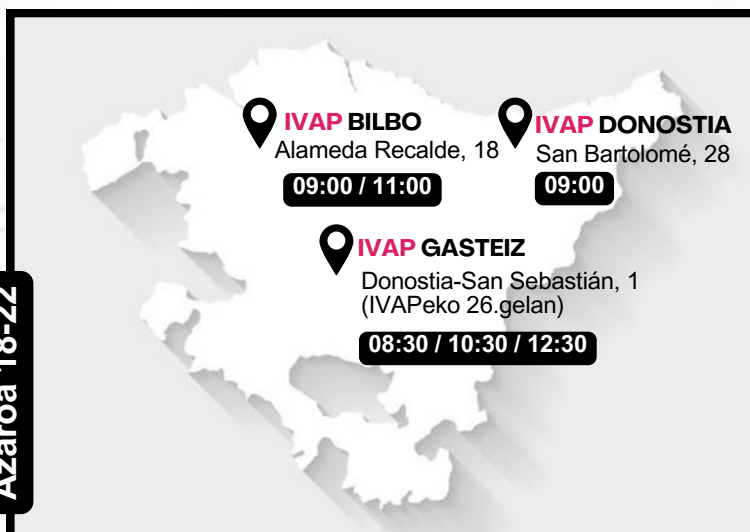 IVAP BILBO
Alameda Recalde, 18
09:00 / 11:00
IVAP DONOSTIA
San Bartolomé, 28
09:00
IVAP GASTEIZ
Donostia-San Sebastián, 1
(IVAPeko 26.gelan)
08:30 / 10:30 / 12:30
Azaroa 18-22